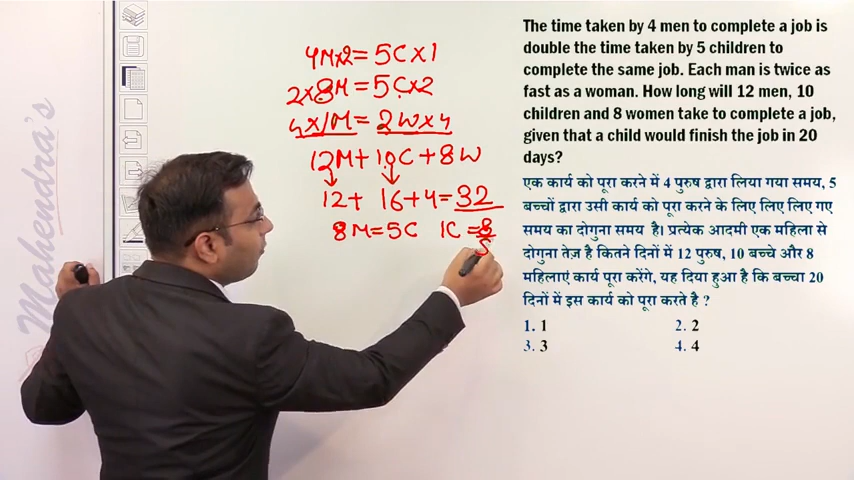 4M×2 = 5C×1
2×8M = 5C×2
4×1M = 2W×4
12M + 10C + 8W
12 + 16 + 4 = 32
8M = 5C 1C = 8/5
Mahendra's
The time taken by 4 men to complete a job is
double the time taken by 5 children to
complete the same job. Each man is twice as
fast as a woman. How long will 12 men, 10
children and 8 women take to complete a job,
given that a child would finish the job in 20
days?
एक कार्य को पूरा करने में 4 पुरुष द्वारा लिया गया समय, 5
बच्चों द्वारा उसी कार्य को पूरा करने के लिए लिए लिए गए
समय का दोगुना समय है। प्रत्येक आदमी एक महिला से
दोगुना तेज़ है कितने दिनों में 12 पुरुष, 10 बच्चे और 8
महिलाएं कार्य पूरा करेंगे, यह दिया हुआ है कि बच्चा 20
दिनों में इस कार्य को पूरा करते है ?
1. 1 2. 2
3. 3 4. 4